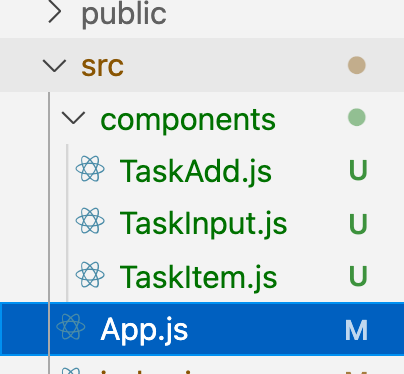 public
src
components
TaskAdd.js U
TaskInput.js U
TaskItem.js U
App.js M